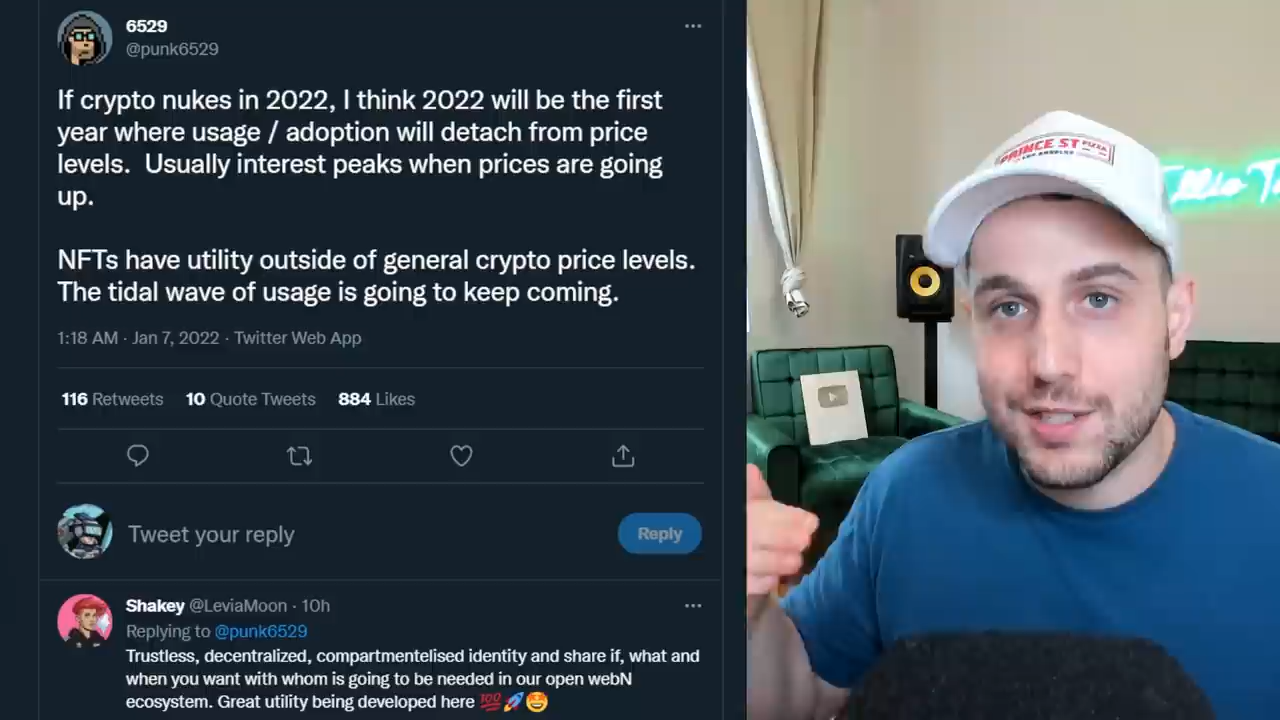 6529
@punk6529
If crypto nukes in 2022, I think 2022 will be the first
year where usage / adoption will detach from price
levels.  Usually interest peaks when prices are going
up.
NFTs have utility outside of general crypto price levels.
The tidal wave of usage is going to keep coming.
1:18 AM · Jan 7, 2022 · Twitter Web App
116 Retweets 10 Quote Tweets 884 Likes
Tweet your reply
Reply
Shakey @LeviaMoon · 10h
Replying to @punk6529
Trustless, decentralized, compartmentelised identity and share if, what and
when you want with whom is going to be needed in our open webN
ecosystem. Great utility being developed here 💯🚀🤩
PRINCE ST PIZZA
LOS ANGELES